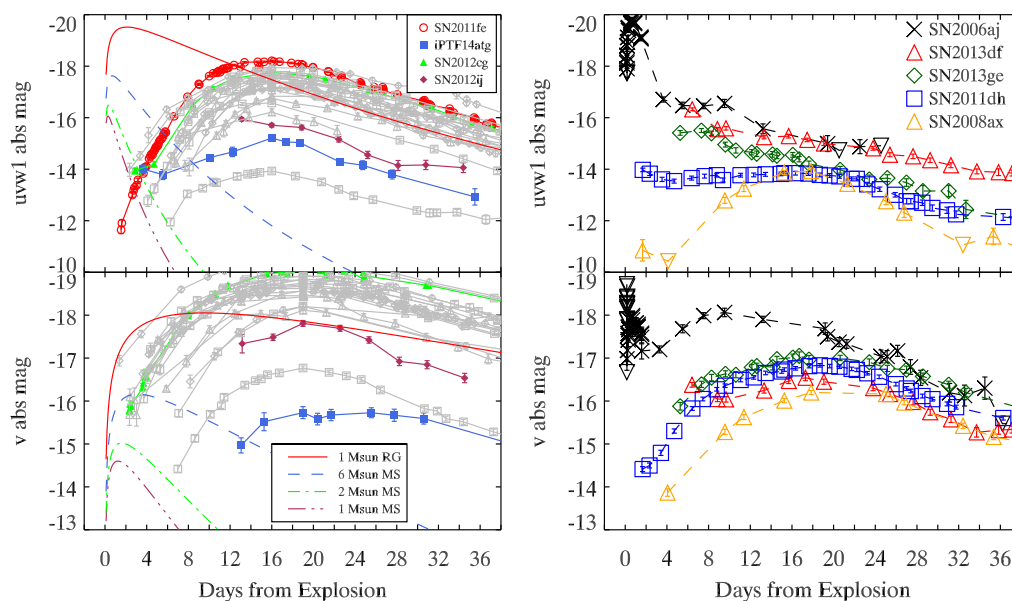 -20
-18
-16
-14
-12
-10
uvw1 abs mag
SN2011fe
iPTF14atg
SN2012cg
SN2012ij
-19
-18
-17
-16
-15
-14
-13
v abs mag
1 Msun RG
6 Msun MS
2 Msun MS
1 Msun MS
0 4 8 12 16 20 24 28 32 36
Days from Explosion
-20
-18
-16
-14
-12
-10
uvw1 abs mag
SN2006aj
SN2013df
SN2013ge
SN2011dh
SN2008ax
-19
-18
-17
-16
-15
-14
-13
v abs mag
0 4 8 12 16 20 24 28 32 36
Days from Explosion